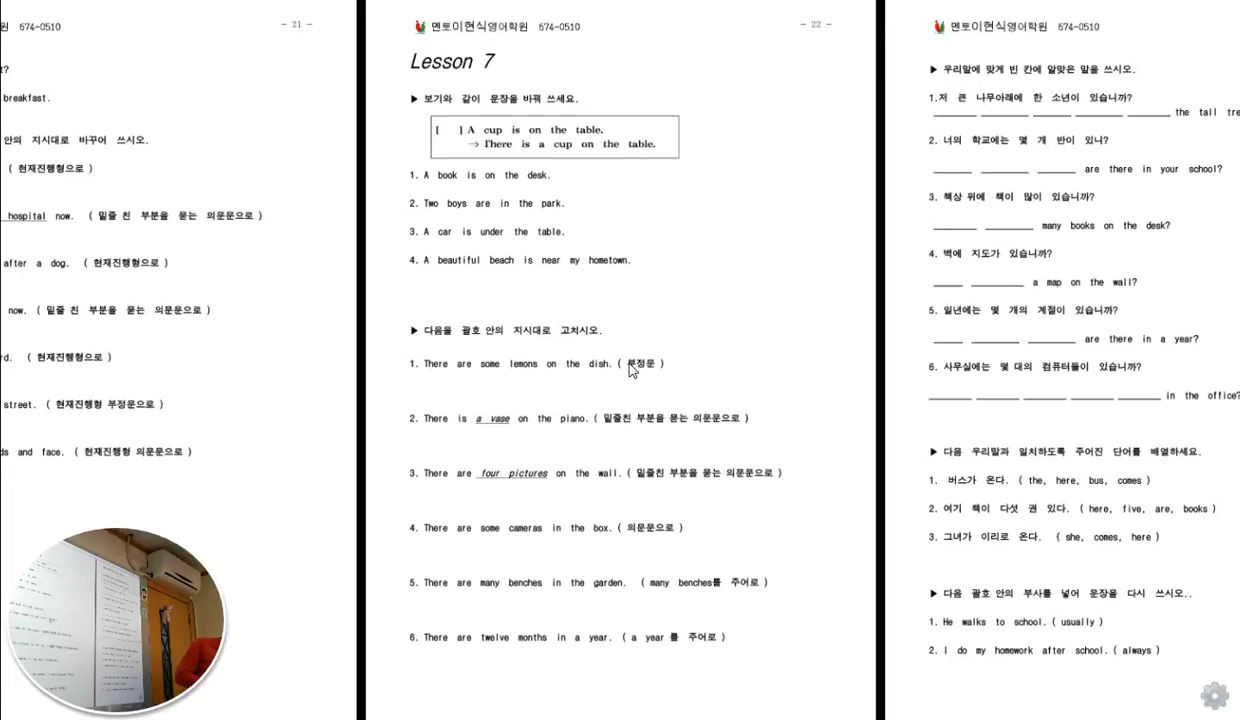 원 674-0510
- 21 -
t?
breakfast.
안의 지시대로 바꾸어 쓰시오.
( 현재진행형으로 )
hospital now. ( 밑줄 친 부분을 묻는 의문문으로 )
after a dog. ( 현재진행형으로 )
now. ( 밑줄 친 부분을 묻는 의문문으로 )
rd. ( 현재진행형으로 )
street. ( 현재진행형 부정문으로 )
ds and face. ( 현재진행형 의문문으로 )
멘토이현식영어학원 674-0510
- 22 -
Lesson 7
▶ 보기와 같이 문장을 바꿔 쓰세요.
[ ] A cup is on the table.
→ There is a cup on the table.
1. A book is on the desk.
2. Two boys are in the park.
3. A car is under the table.
4. A beautiful beach is near my hometown.
▶ 다음을 괄호 안의 지시대로 고치시오.
1. There are some lemons on the dish. ( 부정문 )
2. There is a vase on the piano. ( 밑줄친 부분을 묻는 의문문으로 )
3. There are four pictures on the wall. ( 밑줄친 부분을 묻는 의문문으로 )
4. There are some cameras in the box. ( 의문문으로 )
5. There are many benches in the garden. ( many benches를 주어로 )
6. There are twelve months in a year. ( a year 를 주어로 )
멘토이현식영어학원 674-0510
▶ 우리말에 맞게 빈 칸에 알맞은 말을 쓰시오.
1.저 큰 나무아래에 한 소년이 있습니까?
_____ _____ _____ _____ _____ the tall tre
2. 너의 학교에는 몇 개 반이 있니?
_____ _____ _____ are there in your school?
3. 책상 위에 책이 많이 있습니까?
_____ _____ many books on the desk?
4. 벽에 지도가 있습니까?
_____ _____ a map on the wall?
5. 일년에는 몇 개의 계절이 있습니까?
_____ _____ _____ are there in a year?
6. 사무실에는 몇 대의 컴퓨터들이 있습니까?
_____ _____ _____ _____ _____ in the office?
▶ 다음 우리말과 일치하도록 주어진 단어를 배열하세요.
1. 버스가 온다. ( the, here, bus, comes )
2. 여기 책이 다섯 권 있다. ( here, five, are, books )
3. 그녀가 이리로 온다. ( she, comes, here )
▶ 다음 괄호 안의 부사를 넣어 문장을 다시 쓰시오..
1. He walks to school. ( usually )
2. I do my homework after school. ( always )